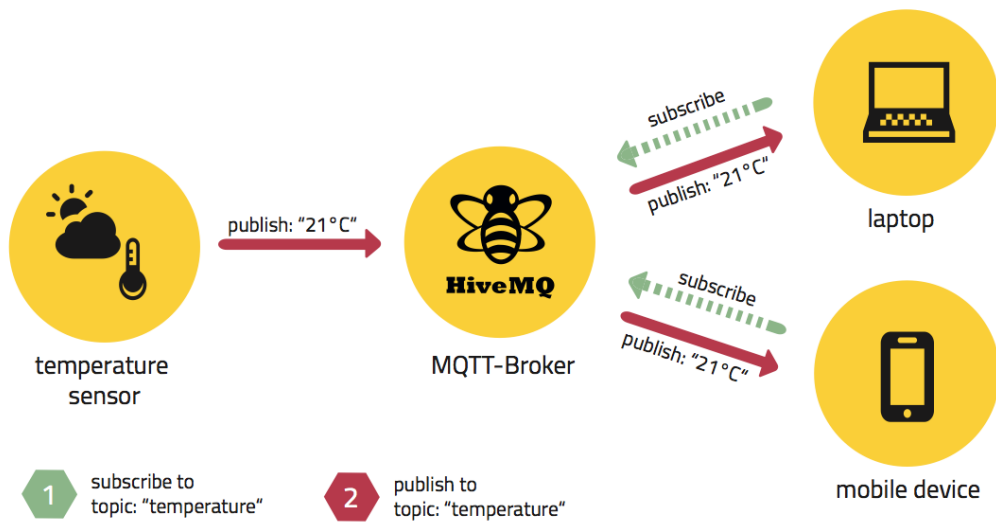 subscribe
publish: "21°C"
laptop
publish: "21°C"
HiveMQ
temperature
sensor
MQTT-Broker
subscribe
publish: "21°C"
mobile device
1
subscribe to
topic: "temperature"
2
publish to
topic: "temperature"